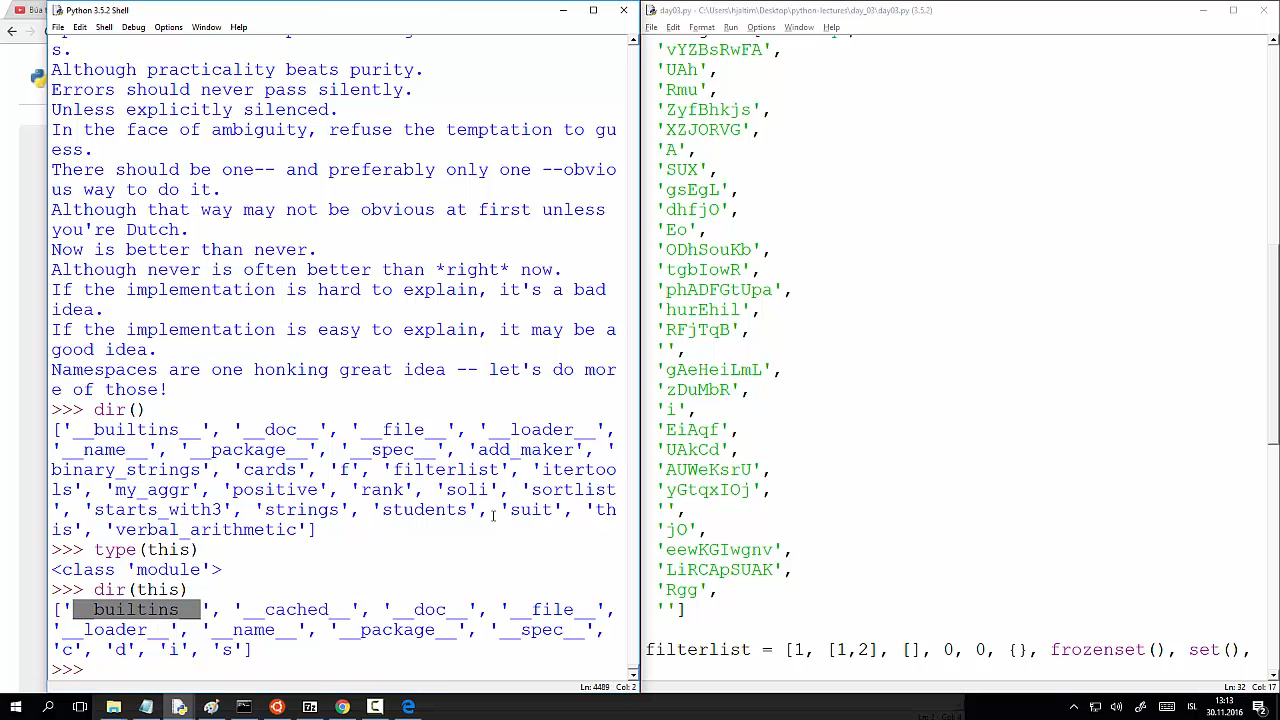 Búa t
Python 3.5.2 Shell
File Edit Shell Debug Options Window Help
s.
Although practicality beats purity.
Errors should never pass silently.
Unless explicitly silenced.
In the face of ambiguity, refuse the temptation to gu
ess.
There should be one-- and preferably only one --obvio
us way to do it.
Although that way may not be obvious at first unless
you're Dutch.
Now is better than never.
Although never is often better than *right* now.
If the implementation is hard to explain, it's a bad
idea.
If the implementation is easy to explain, it may be a
good idea.
Namespaces are one honking great idea -- let's do mor
e of those!
>>> dir()
['__builtins__', '__doc__', '__file__', '__loader__',
'__name__', '__package__', '__spec__', 'add_maker', '
binary_strings', 'cards', 'f', 'filterlist', 'itertoo
ls', 'my_aggr', 'positive', 'rank', 'soli', 'sortlist
', 'starts_with3', 'strings', 'students', 'suit', 'th
is', 'verbal_arithmetic']
>>> type(this)
<class 'module'>
>>> dir(this)
['__builtins__', '__cached__', '__doc__', '__file__',
'__loader__', '__name__', '__package__', '__spec__',
'c', 'd', 'i', 's']
>>>
Ln: 4489 Col: 2
day03.py - C:\Users\hjaltim\Desktop\python-lectures\day_03\day03.py (3.5.2)
File Edit Format Run Options Window Help
'vYZBsRwFA',
'UAh',
'Rmu',
'ZyfBhkjs',
'XZJORVG',
'A',
'SUX',
'gsEgL',
'dhfjO',
'Eo',
'ODhSouKb',
'tgbIowR',
'phADFGtUpa',
'hurEhil',
'RFjTqB',
'',
'gAeHeiLmL',
'zDuMbR',
'i',
'EiAqf',
'UAkCd',
'AUWeKsrU',
'yGtqxIOj',
'',
'jO',
'eewKGIwgnv',
'LiRCApSUAK',
'Rgg',
'']
filterlist = [1, [1,2], [], 0, 0, {}, frozenset(), set(),
Ln: 32 Col: 17
ISL
13:13
30.11.2016